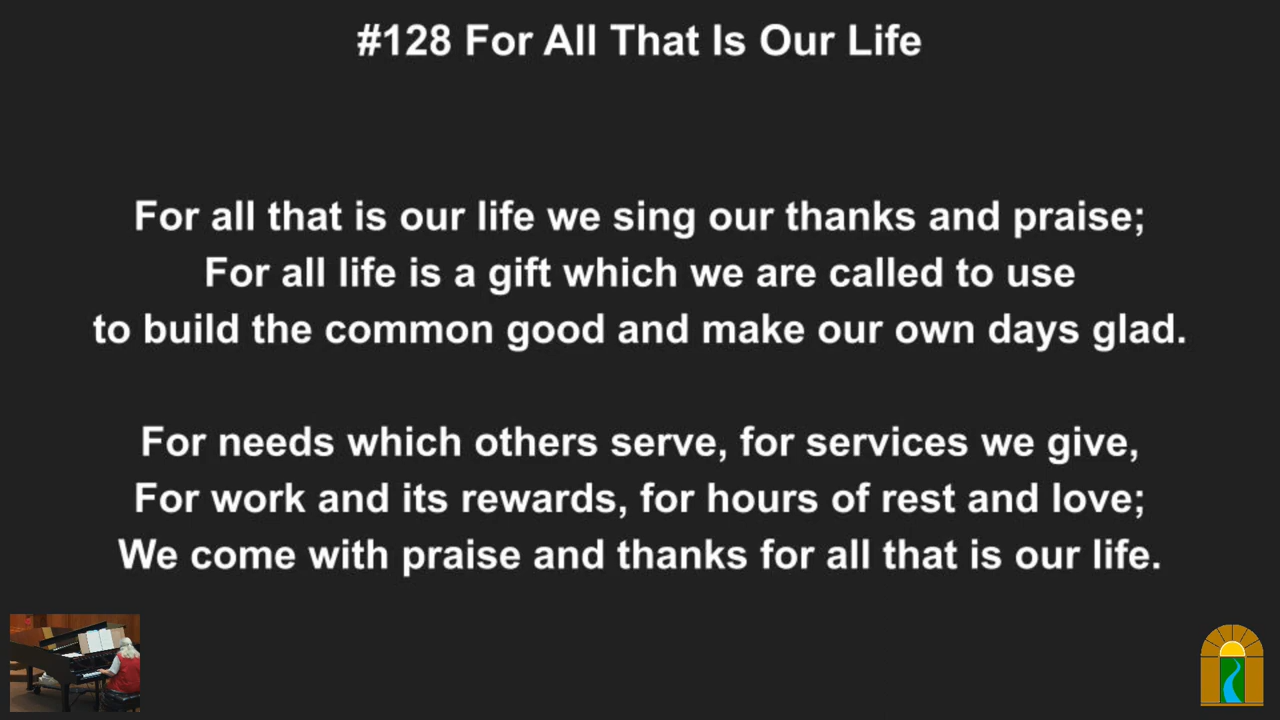 #128 For All That Is Our Life
For all that is our life we sing our thanks and praise;
For all life is a gift which we are called to use
to build the common good and make our own days glad.
For needs which others serve, for services we give,
For work and its rewards, for hours of rest and love;
We come with praise and thanks for all that is our life.